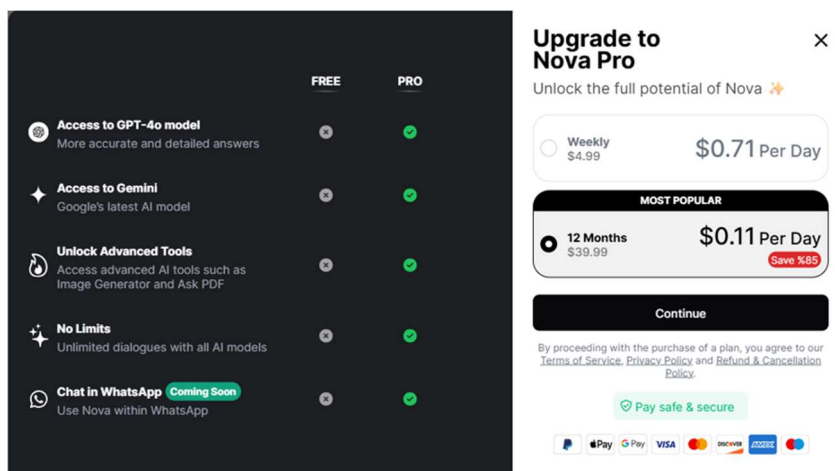 FREE PRO
Access to GPT-4o model
More accurate and detailed answers
Access to Gemini
Google's latest AI model
Unlock Advanced Tools
Access advanced AI tools such as
Image Generator and Ask PDF
No Limits
Unlimited dialogues with all AI models
Chat in WhatsApp Coming Soon
Use Nova within WhatsApp
Upgrade to
Nova Pro
Unlock the full potential of Nova ✨
Weekly
$4.99
$0.71 Per Day
MOST POPULAR
12 Months
$39.99
$0.11 Per Day
Save %85
Continue
By proceeding with the purchase of a plan, you agree to our
Terms of Service, Privacy Policy and Refund & Cancellation
Policy.
Pay safe & secure
Pay G Pay VISA DISCOVER AMEX